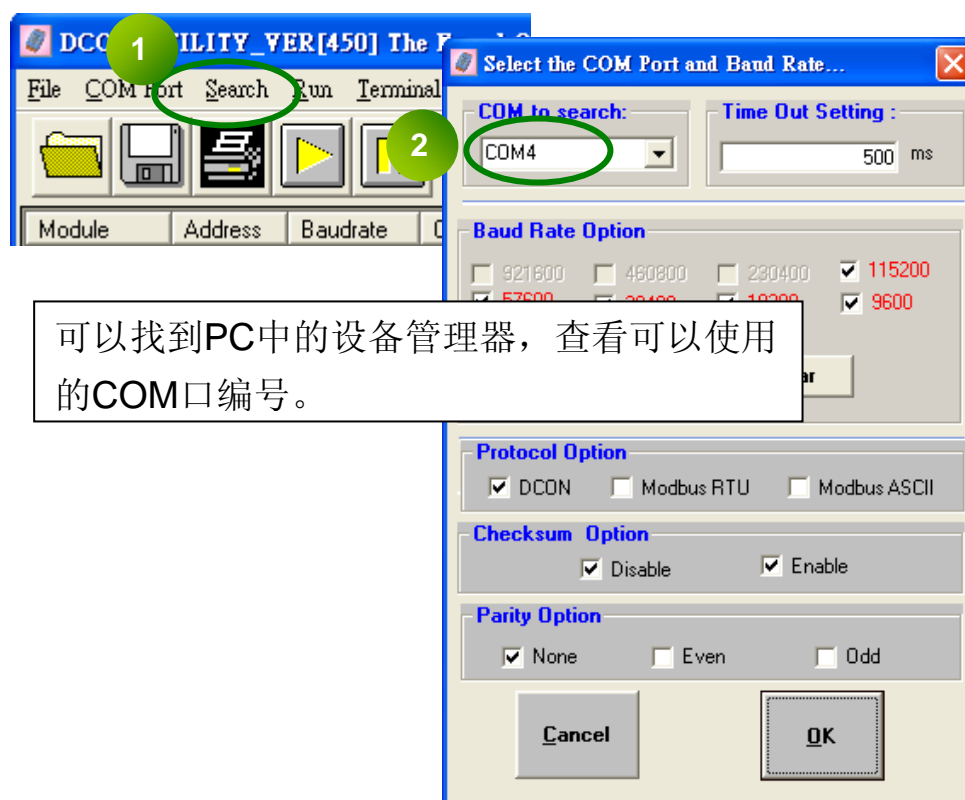 UTILITY_VER[450] The
1
File COM Port Search Run Terminal
Module Address Baudrate
Select the COM Port and Baud Rate...
COM to search:
Time Out Setting :
2
COM4
500 ms
Baud Rate Option
921600 460800 230400 115200
57600 38400 19200 9600
可以找到PC中的设备管理器，查看可以使用
的COM口编号。
Protocol Option
DCON Modbus RTU Modbus ASCII
Checksum Option
Disable Enable
Parity Option
None Even Odd
Cancel OK